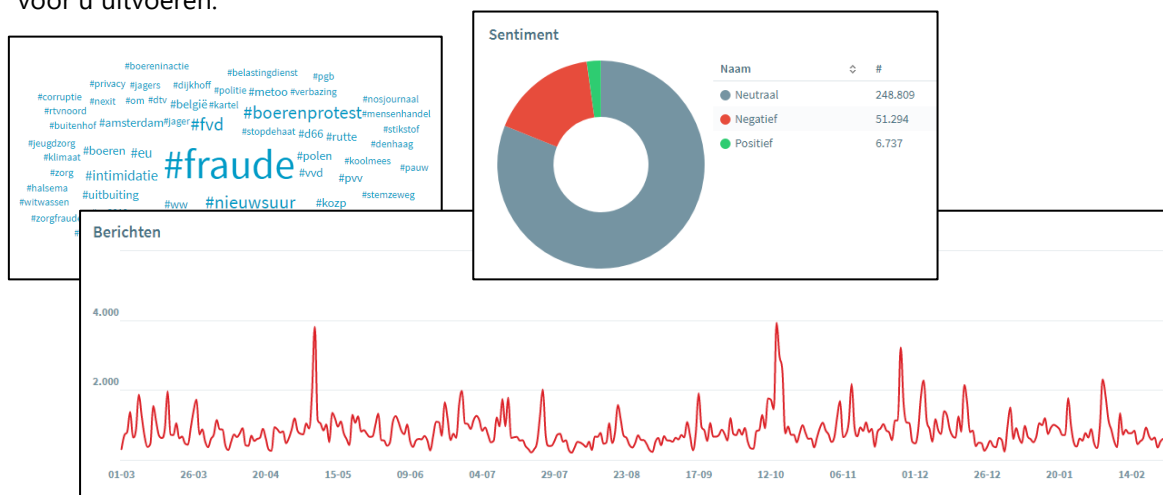 voor u uitvoeren.
#boereninactie
#belastingdienst #pgb
#privacy #jagers #dijkhoff #politie #metoo #verbazing
#corruptie #nexit #om #dtv #belgië #kartel #boerenprotest #nosjournaal
#rtvnoord #mensenhandel
#buitenhof #amsterdam #jager #fvd #stopdehaat #d66 #rutte #stikstof
#jeugdzorg #denhaag
#klimaat #boeren #eu #fraude #polen #koolmees
#zorg #intimidatie #vvd #pvv #pauw
#halsema #uitbuiting #stemzeweg
#witwassen #ww #nieuwsuur #kozp
#zorgfraude
#
Sentiment
Naam #
Neutraal 248.809
Negatief 51.294
Positief 6.737
Berichten
4.000
2.000
01-03 26-03 20-04 15-05 09-06 04-07 29-07 23-08 17-09 12-10 06-11 01-12 26-12 20-01 14-02